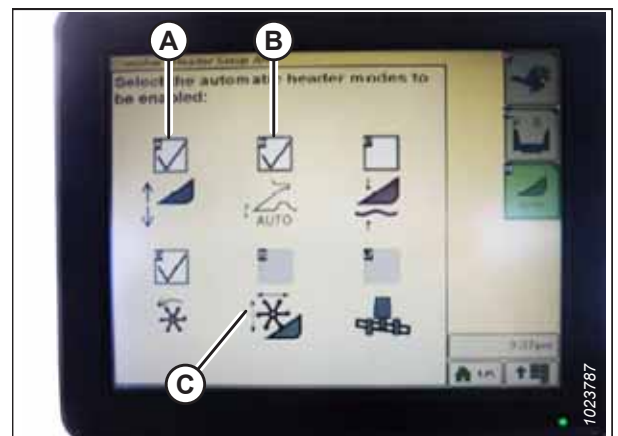 A
B
Select the automatic header modes to
be enabled:
AUTO
C
1023787